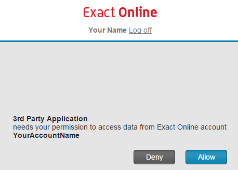 Exact Online
Your Name Log off
3rd Party Application
needs your permission to access data from Exact Online account
YourAccountName
Deny Allow